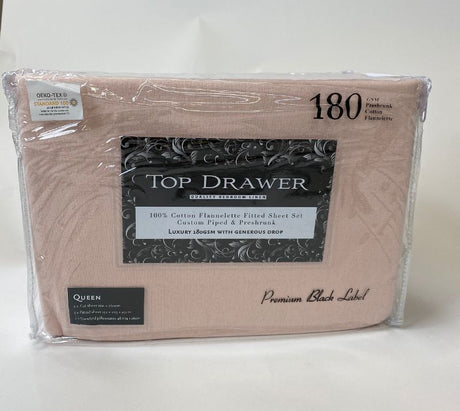 OEKO-TEX®
STANDARD 100
180
GSM
Preshrunk
Cotton
Flannelette
TOP DRAWER
QUALITY BEDROOM LINEN
100% Cotton Flannelette Fitted Sheet Set
Custom Piped & Preshrunk
LUXURY 180GSM WITH GENEROUS DROP
QUEEN
Premium Black Label